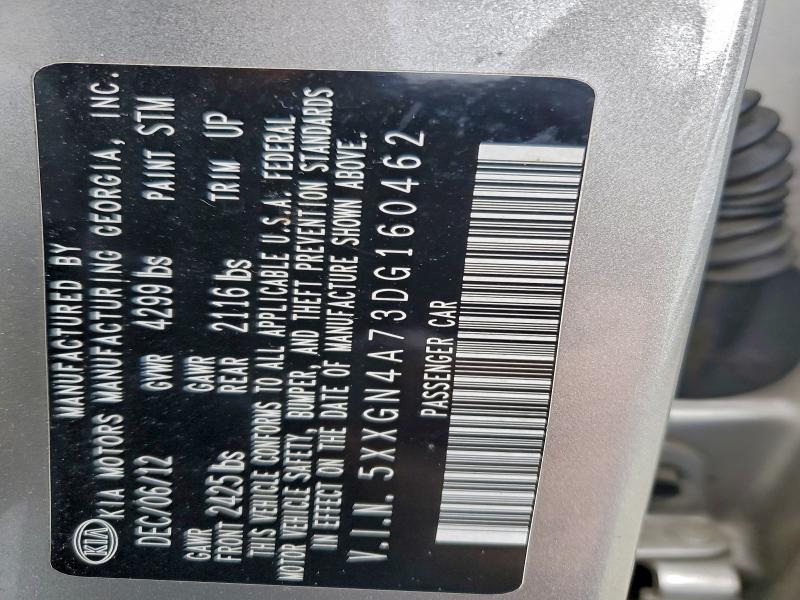 KIA
MANUFACTURED BY
KIA MOTORS MANUFACTURING GEORGIA, INC.
DEC/06/12 GVWR 4299 lbs PAINT STM
GAWR GAWR
FRONT 2425 lbs REAR 2116 lbs TRIM UP
THIS VEHICLE CONFORMS TO ALL APPLICABLE U.S.A. FEDERAL
MOTOR VEHICLE SAFETY, BUMPER, AND THEFT PREVENTION STANDARDS
IN EFFECT ON THE DATE OF MANUFACTURE SHOWN ABOVE.
V.I.N. 5XXGN4A73DG160462
PASSENGER CAR